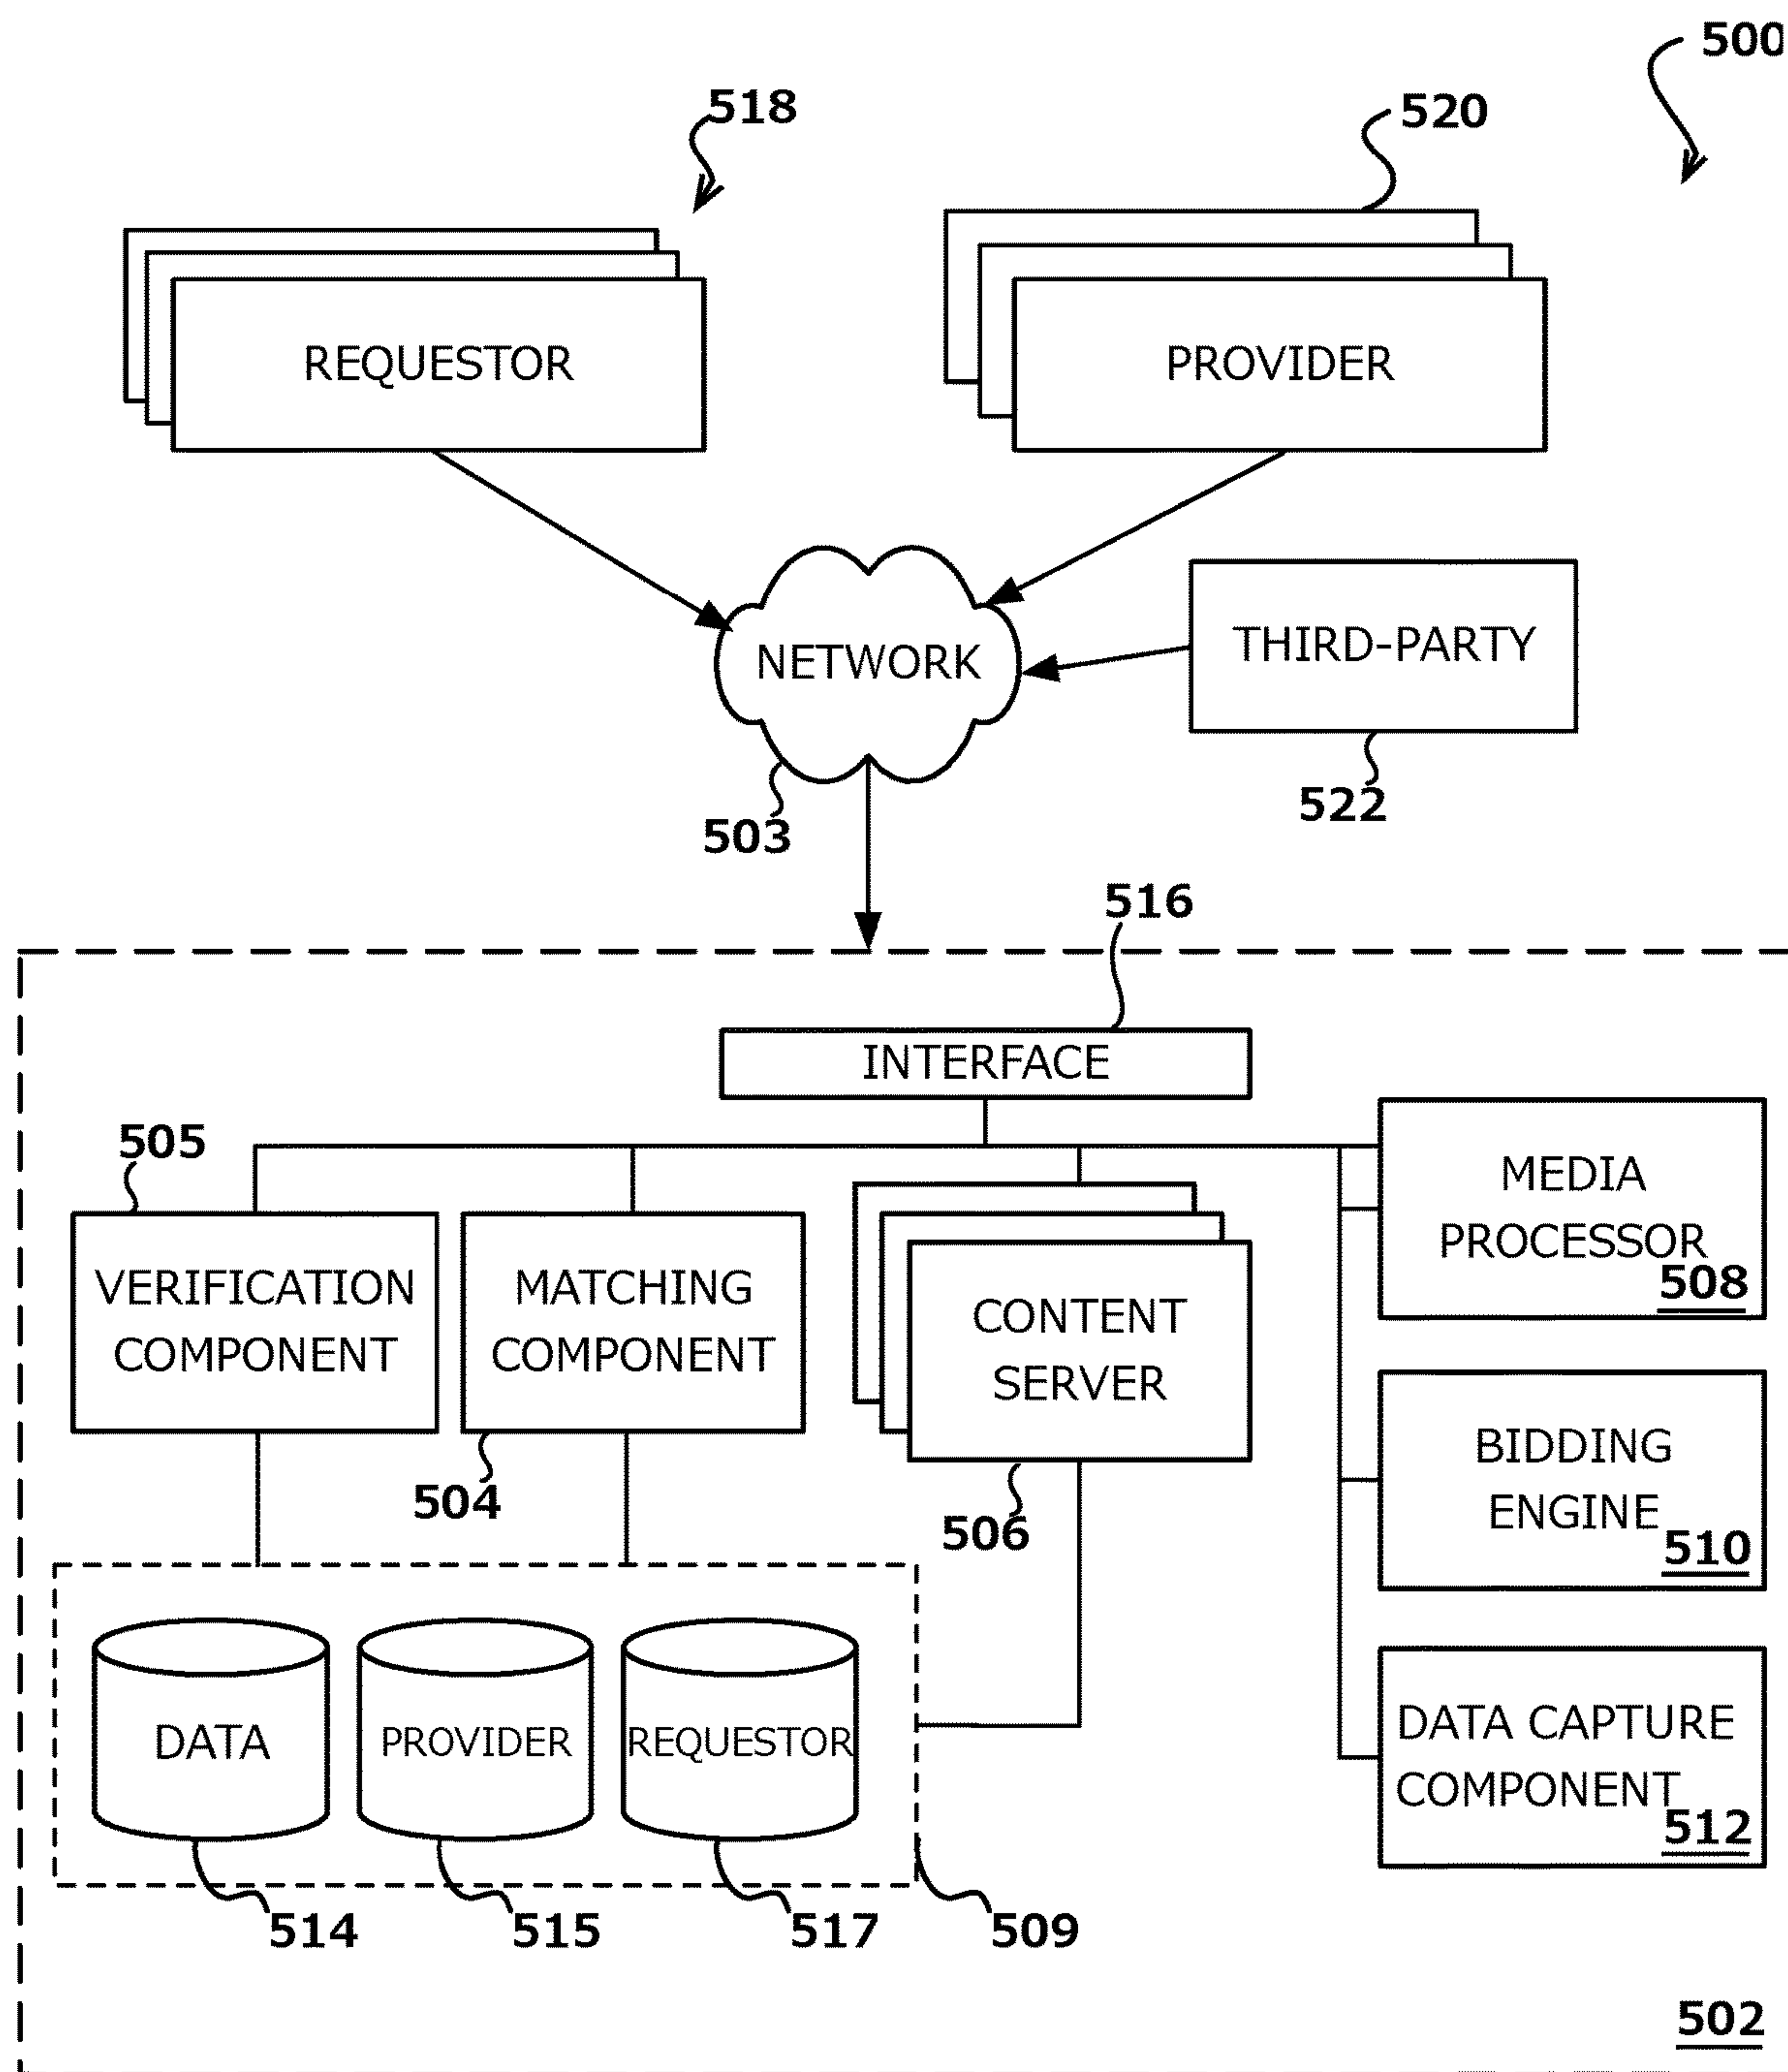 500
518
520
REQUESTOR
PROVIDER
NETWORK
THIRD-PARTY
503
522
516
INTERFACE
505
VERIFICATION
COMPONENT
MATCHING
COMPONENT
504
CONTENT
SERVER
506
MEDIA
PROCESSOR
508
BIDDING
ENGINE
510
DATA CAPTURE
COMPONENT
512
DATA
PROVIDER
REQUESTOR
514
515
517
509
502